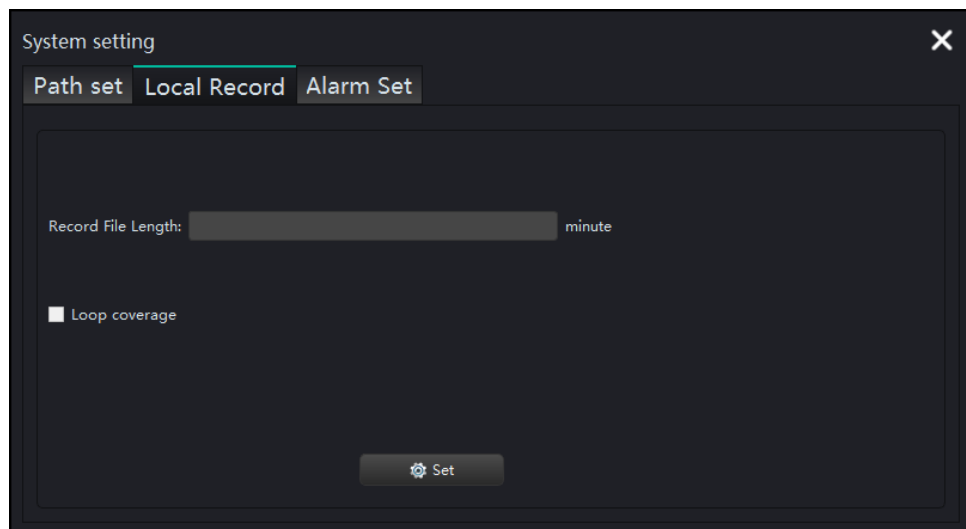 System setting
Path set Local Record Alarm Set
Record File Length: minute
Loop coverage
Set